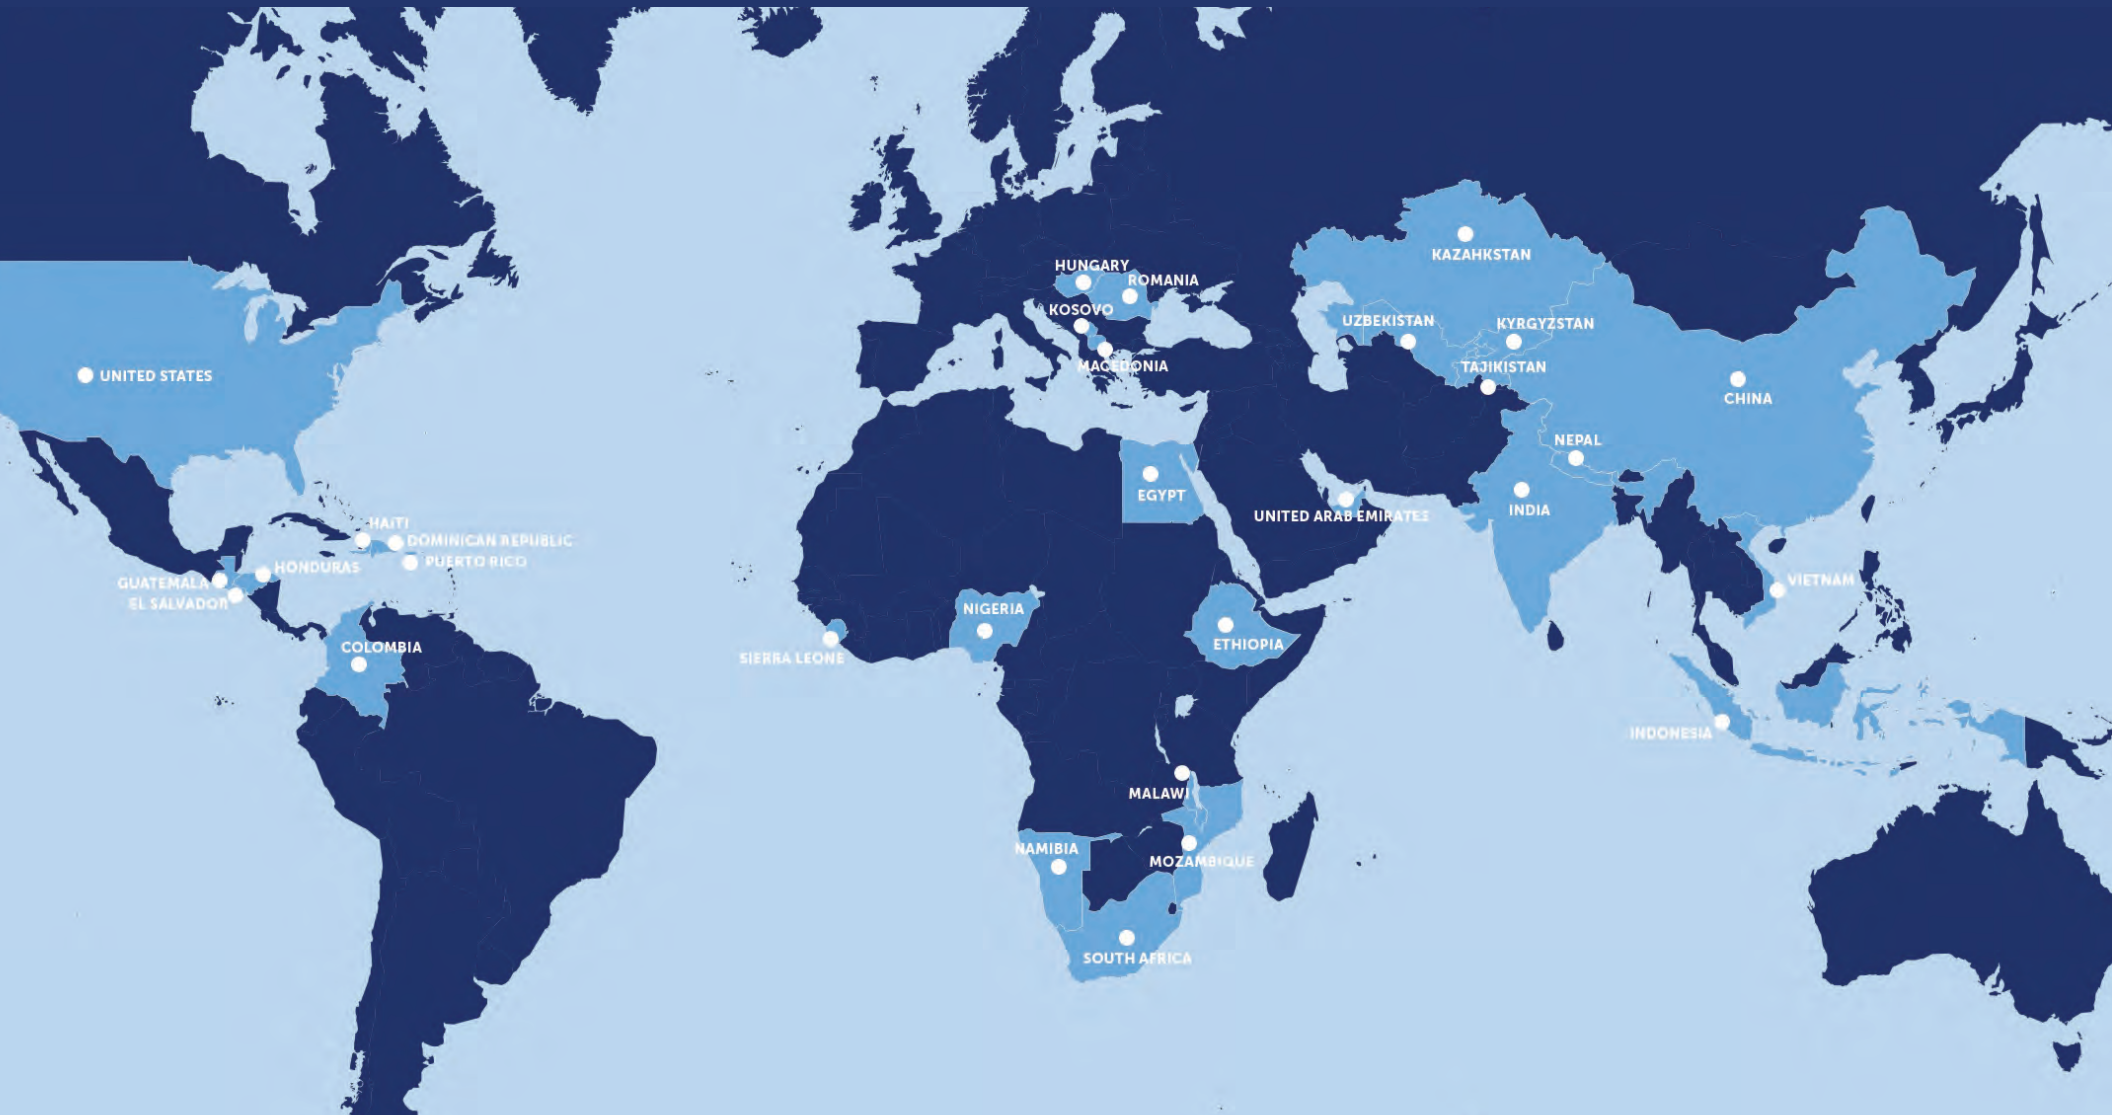 HUNGARY
ROMANIA
KOSOVO
MACEDONIA
KAZAHKSTAN
UZBEKISTAN
KYRGYZSTAN
TAJIKISTAN
CHINA
NEPAL
INDIA
UNITED STATES
EGYPT
UNITED ARAB EMIRATES
HAITI
DOMINICAN REPUBLIC
PUERTO RICO
HONDURAS
GUATEMALA
EL SALVADOR
COLOMBIA
SIERRA LEONE
NIGERIA
ETHIOPIA
VIETNAM
INDONESIA
MALAWI
NAMIBIA
MOZAMBIQUE
SOUTH AFRICA